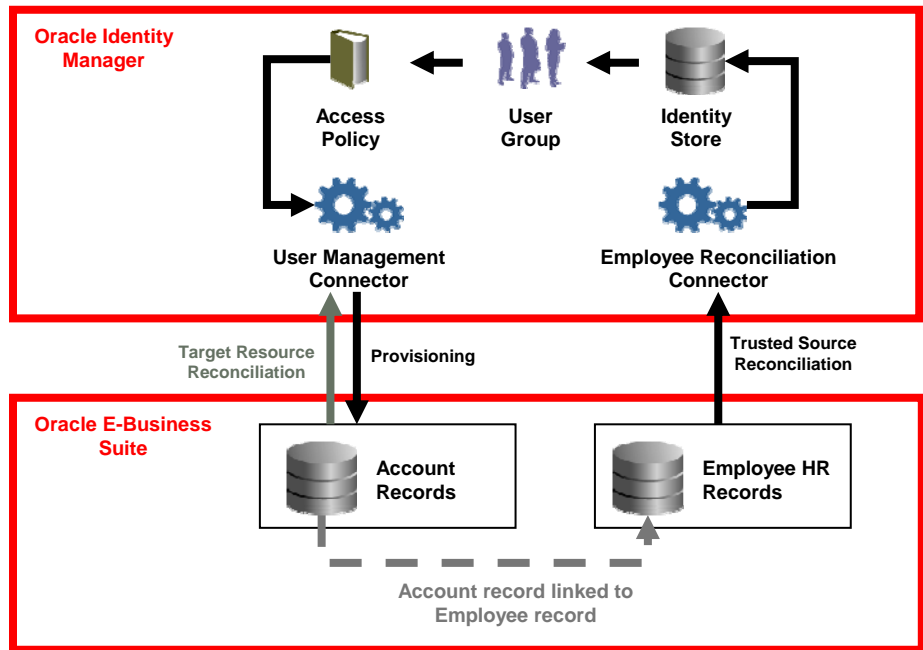 Oracle Identity
Manager
Access
Policy
User
Group
Identity
Store
User Management
Connector
Employee Reconciliation
Connector
Target Resource
Reconciliation
Provisioning
Trusted Source
Reconciliation
Oracle E-Business
Suite
Account
Records
Employee HR
Records
Account record linked to
Employee record